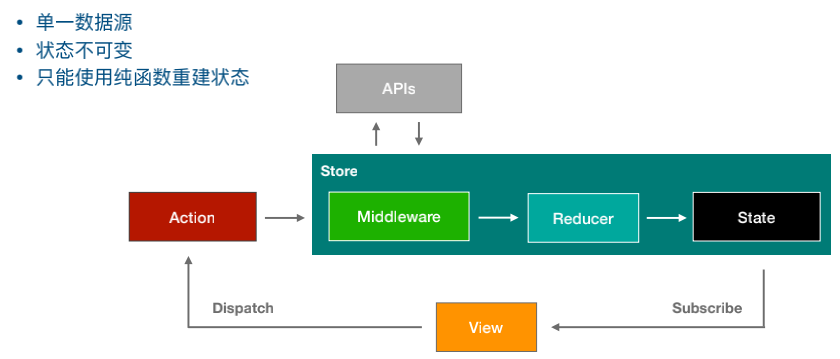 • 单一数据源
• 状态不可变
• 只能使用纯函数重建状态
APIs
Store
Action
Middleware
Reducer
State
Dispatch
Subscribe
View